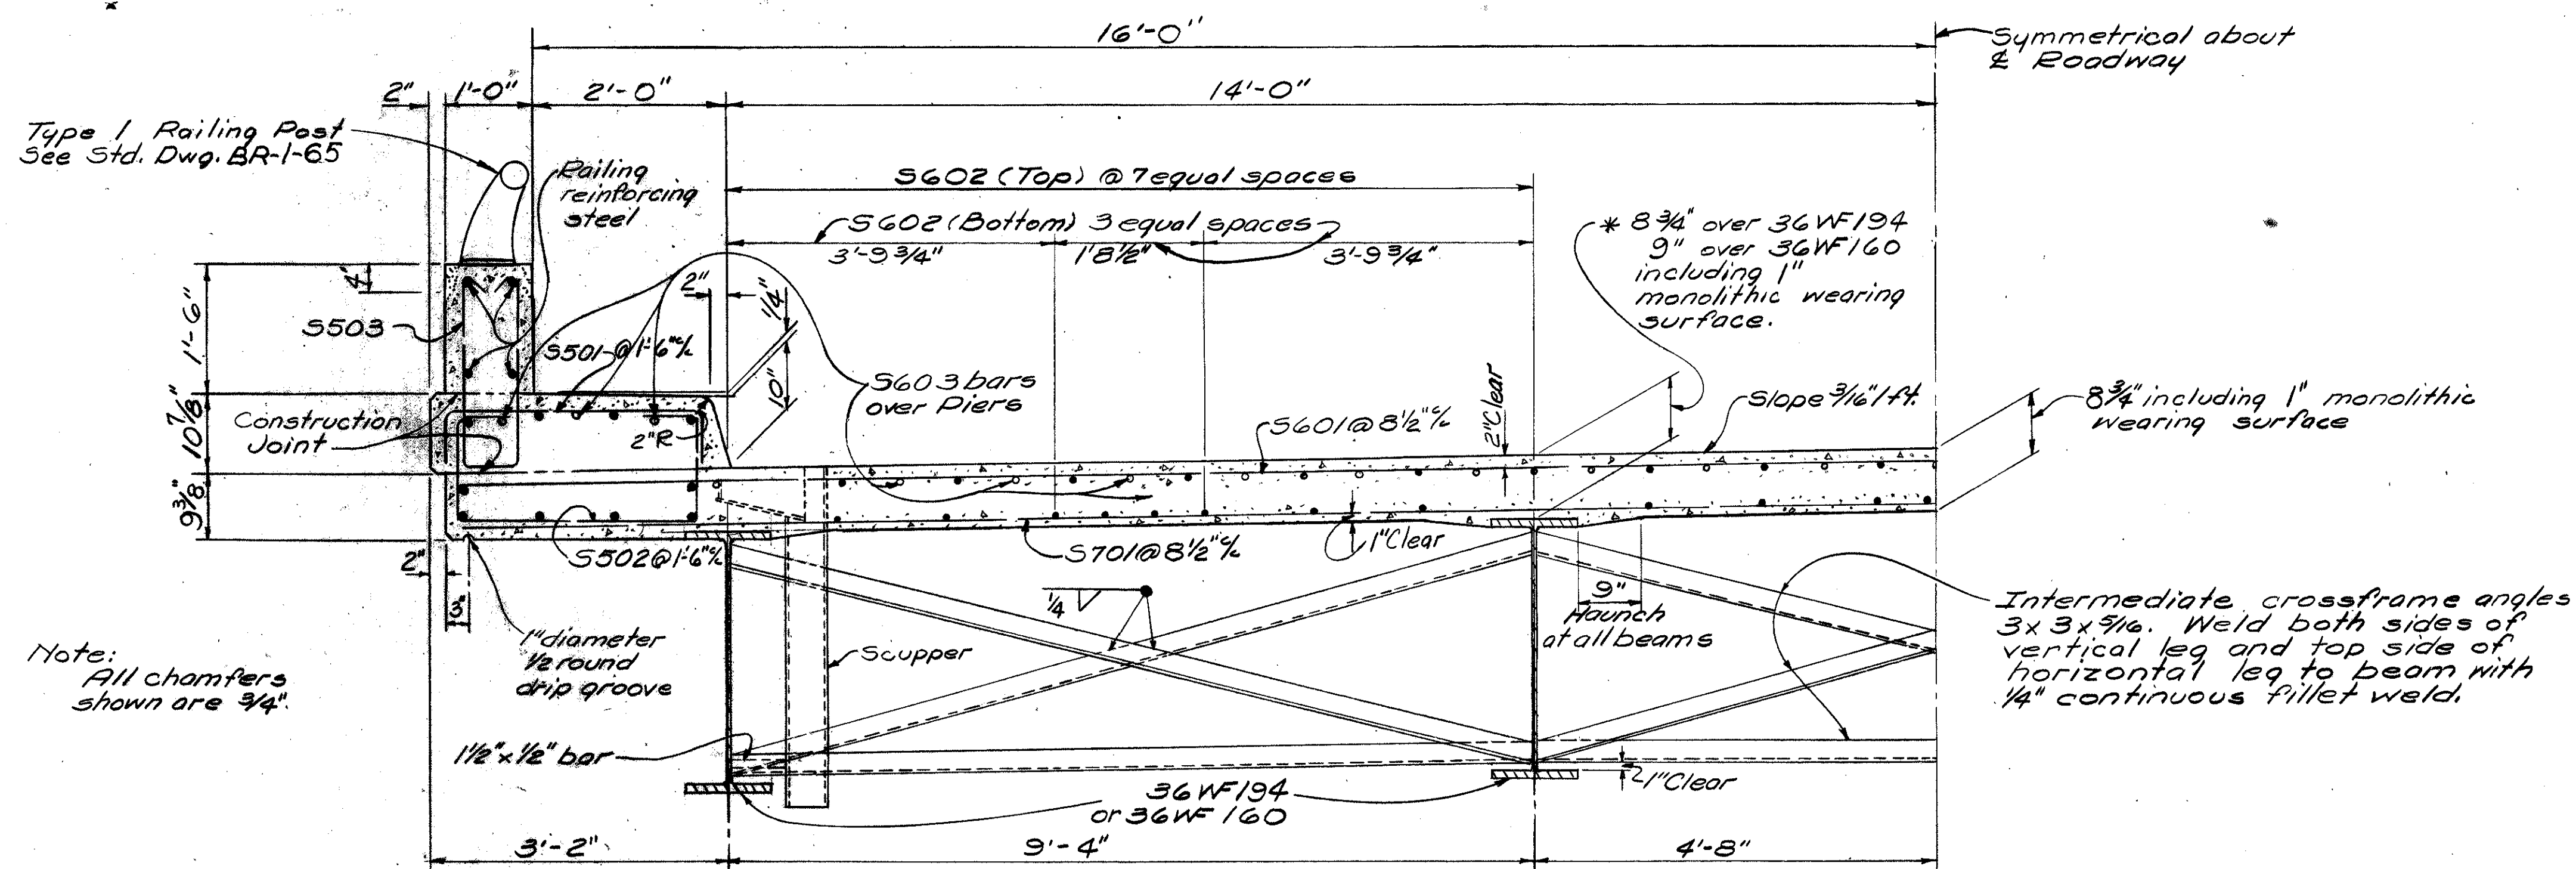 16'-0"
Symmetrical about
℄ Roadway
2"
1'-0"
2'-0"
14'-0"
Type 1 Railing Post
See Std. Dwg. BR-1-65
Railing
reinforcing
steel
S602 (Top) @ 7 equal spaces
S602 (Bottom) 3 equal spaces
3'-9 3/4"
1'8 1/2"
3'-9 3/4"
* 8 3/4" over 36WF194
9" over 36WF160
including 1"
monolithic wearing
surface.
4"
2"
1/4"
1'-6"
S503
S501-@1'-6" c/c
10"
S603 bars
over Piers
2" Clear
Slope 3/16" 1 ft.
8 3/4" including 1" monolithic
wearing surface
10 7/8"
Construction
Joint
2"R
S601@8 1/2" c/c
9 3/8"
S502@1'-6" c/c
S701@8 1/2" c/c
1" Clear
2"
3"
1/4
9"
Haunch
at all beams
Intermediate crossframe angles
3x3x5/16. Weld both sides of
vertical leg and top side of
horizontal leg to beam with
1/4" continuous fillet weld.
1" diameter
1/2 round
drip groove
Scupper
Note:
All chamfers
shown are 3/4".
1 1/2" x 1/2" bar
36WF194
or 36WF 160
1" Clear
3'-2"
9'-4"
4'-8"